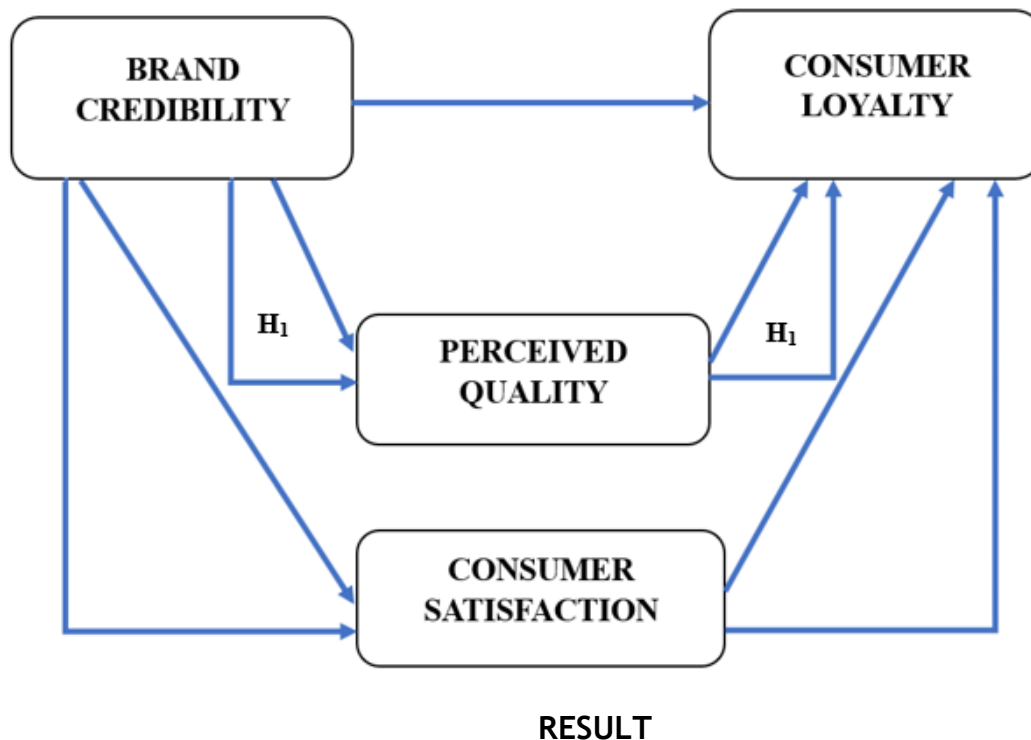 BRAND
CREDIBILITY
CONSUMER
LOYALTY
H₁
H₁
PERCEIVED
QUALITY
CONSUMER
SATISFACTION
RESULT